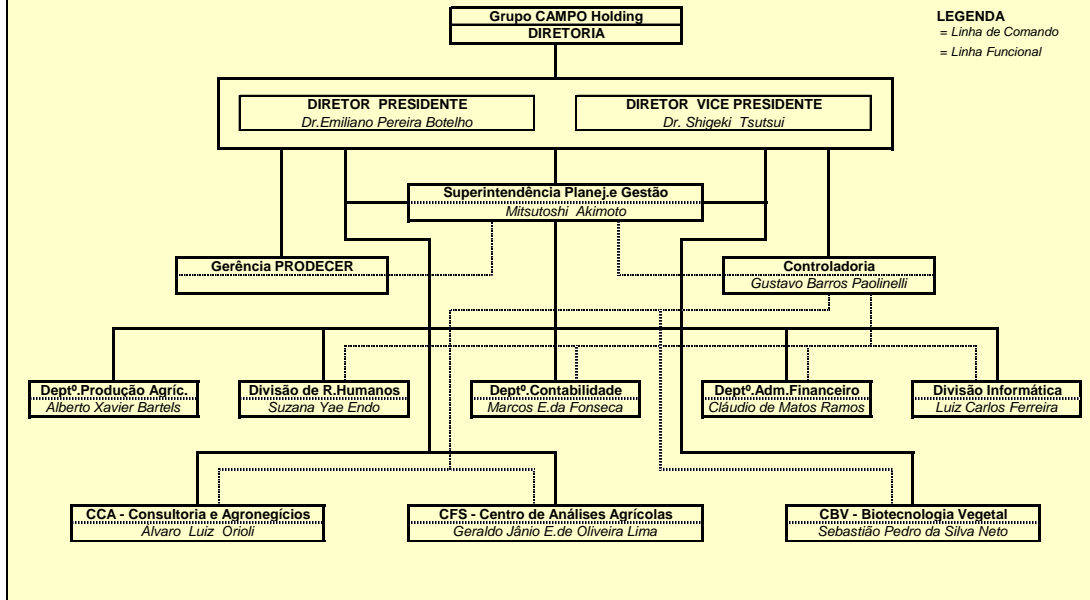 Grupo CAMPO Holding
DIRETORIA
LEGENDA
= Linha de Comando
= Linha Funcional
DIRETOR PRESIDENTE
Dr.Emiliano Pereira Botelho
DIRETOR VICE PRESIDENTE
Dr. Shigeki Tsutsui
Superintendência Planej.e Gestão
Mitsutoshi Akimoto
Gerência PRODECER
Controladoria
Gustavo Barros Paolinelli
Deptº.Produção Agríc.
Alberto Xavier Bartels
Divisão de R.Humanos
Suzana Yae Endo
Deptº.Contabilidade
Marcos E.da Fonseca
Deptº.Adm.Financeiro
Cláudio de Matos Ramos
Divisão Informática
Luiz Carlos Ferreira
CCA - Consultoria e Agronegócios
Álvaro Luiz Orioli
CFS - Centro de Análises Agrícolas
Geraldo Jânio E.de Oliveira Lima
CBV - Biotecnologia Vegetal
Sebastião Pedro da Silva Neto